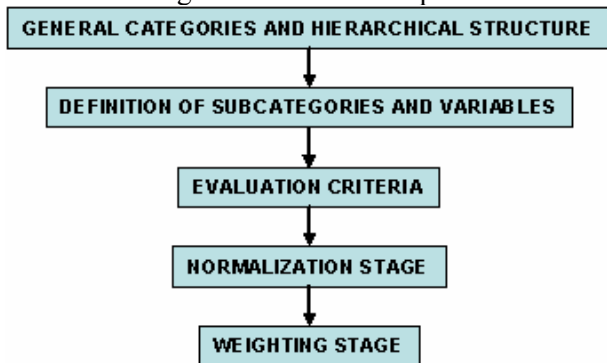 GENERAL CATEGORIES AND HIERARCHICAL STRUCTURE
DEFINITION OF SUBCATEGORIES AND VARIABLES
EVALUATION CRITERIA
NORMALIZATION STAGE
WEIGHTING STAGE